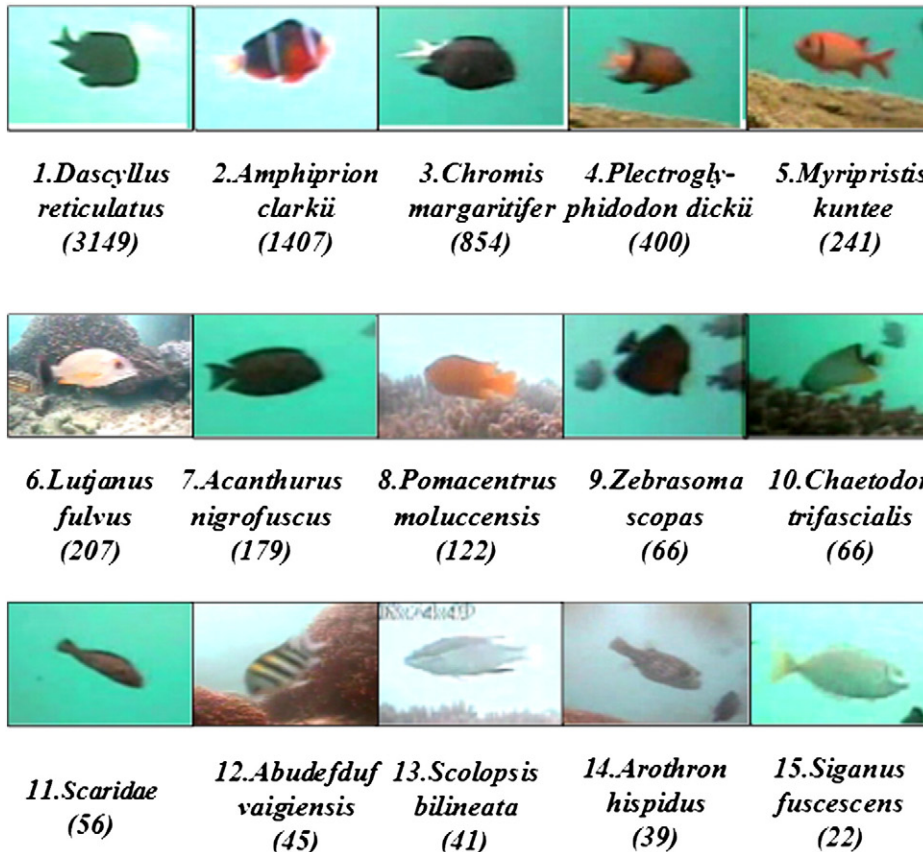 1.Dascyllus reticulatus (3149)
2.Amphiprion clarkii (1407)
3.Chromis margaritifer (854)
4.Plectrogly-phidodon dickii (400)
5.Myripristis kuntee (241)
6.Lutjanus fulvus (207)
7.Acanthurus nigrofuscus (179)
8.Pomacentrus moluccensis (122)
9.Zebrasoma scopas (66)
10.Chaetodon trifascialis (66)
11.Scaridae (56)
12.Abudefduf vaigiensis (45)
13.Scolopsis bilineata (41)
14.Arothron hispidus (39)
15.Siganus fuscescens (22)